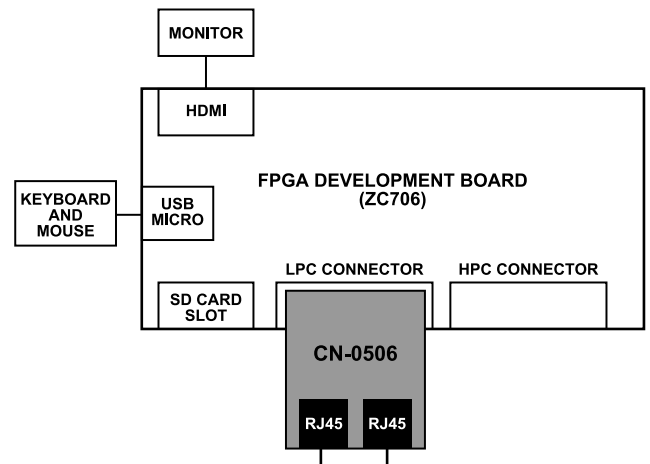 MONITOR
HDMI
FPGA DEVELOPMENT BOARD
(ZC706)
KEYBOARD
AND
MOUSE
USB
MICRO
LPC CONNECTOR
HPC CONNECTOR
SD CARD
SLOT
CN-0506
RJ45
RJ45